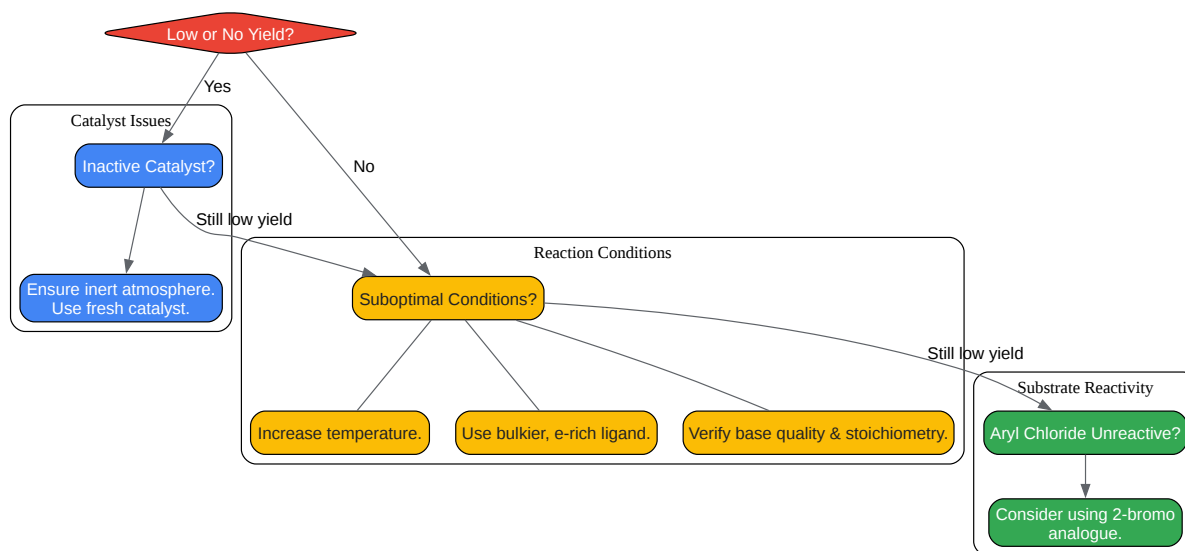 Low or No Yield?
Yes
Catalyst Issues
Inactive Catalyst?
No
Still low yield
Reaction Conditions
Ensure inert atmosphere.
Use fresh catalyst.
Suboptimal Conditions?
Still low yield
Substrate Reactivity
Increase temperature.
Use bulkier, e-rich ligand.
Verify base quality & stoichiometry.
Aryl Chloride Unreactive?
Consider using 2-bromo
analogue.